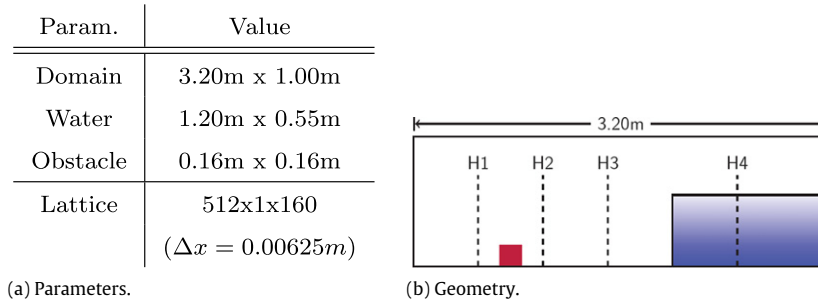 Param. Value
Domain 3.20m x 1.00m
Water 1.20m x 0.55m
Obstacle 0.16m x 0.16m
Lattice 512x1x160
(Δx = 0.00625m)
(a) Parameters.
3.20m
H1 H2 H3 H4
(b) Geometry.